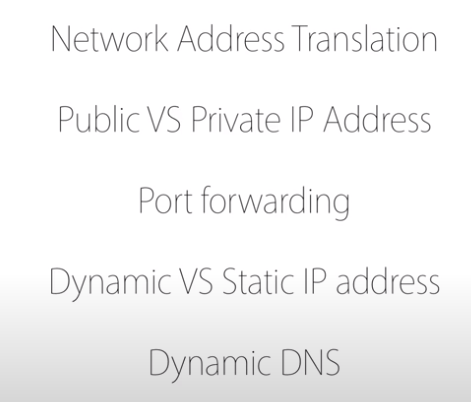 Network Address Translation
Public VS Private IP Address
Port forwarding
Dynamic VS Static IP address
Dynamic DNS